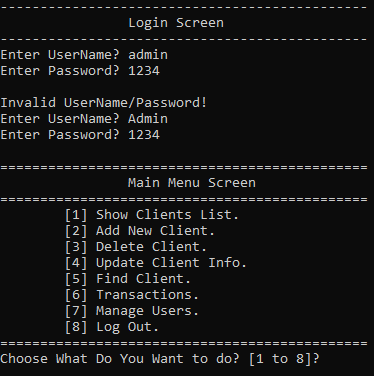 ----------------------------------------------
Login Screen
----------------------------------------------
Enter UserName? admin
Enter Password? 1234
Invalid UserName/Password!
Enter UserName? Admin
Enter Password? 1234
==============================================
Main Menu Screen
==============================================
[1] Show Clients List.
[2] Add New Client.
[3] Delete Client.
[4] Update Client Info.
[5] Find Client.
[6] Transactions.
[7] Manage Users.
[8] Log Out.
==============================================
Choose What Do You Want to do? [1 to 8]?